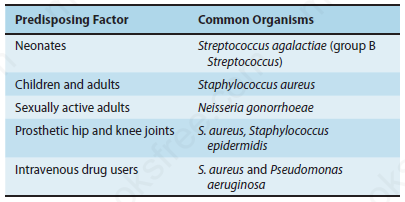 Predisposing Factor Common Organisms
Neonates Streptococcus agalactiae (group B
Streptococcus)
Children and adults Staphylococcus aureus
Sexually active adults Neisseria gonorrhoeae
Prosthetic hip and knee joints S. aureus, Staphylococcus
epidermidis
Intravenous drug users S. aureus and Pseudomonas
aeruginosa